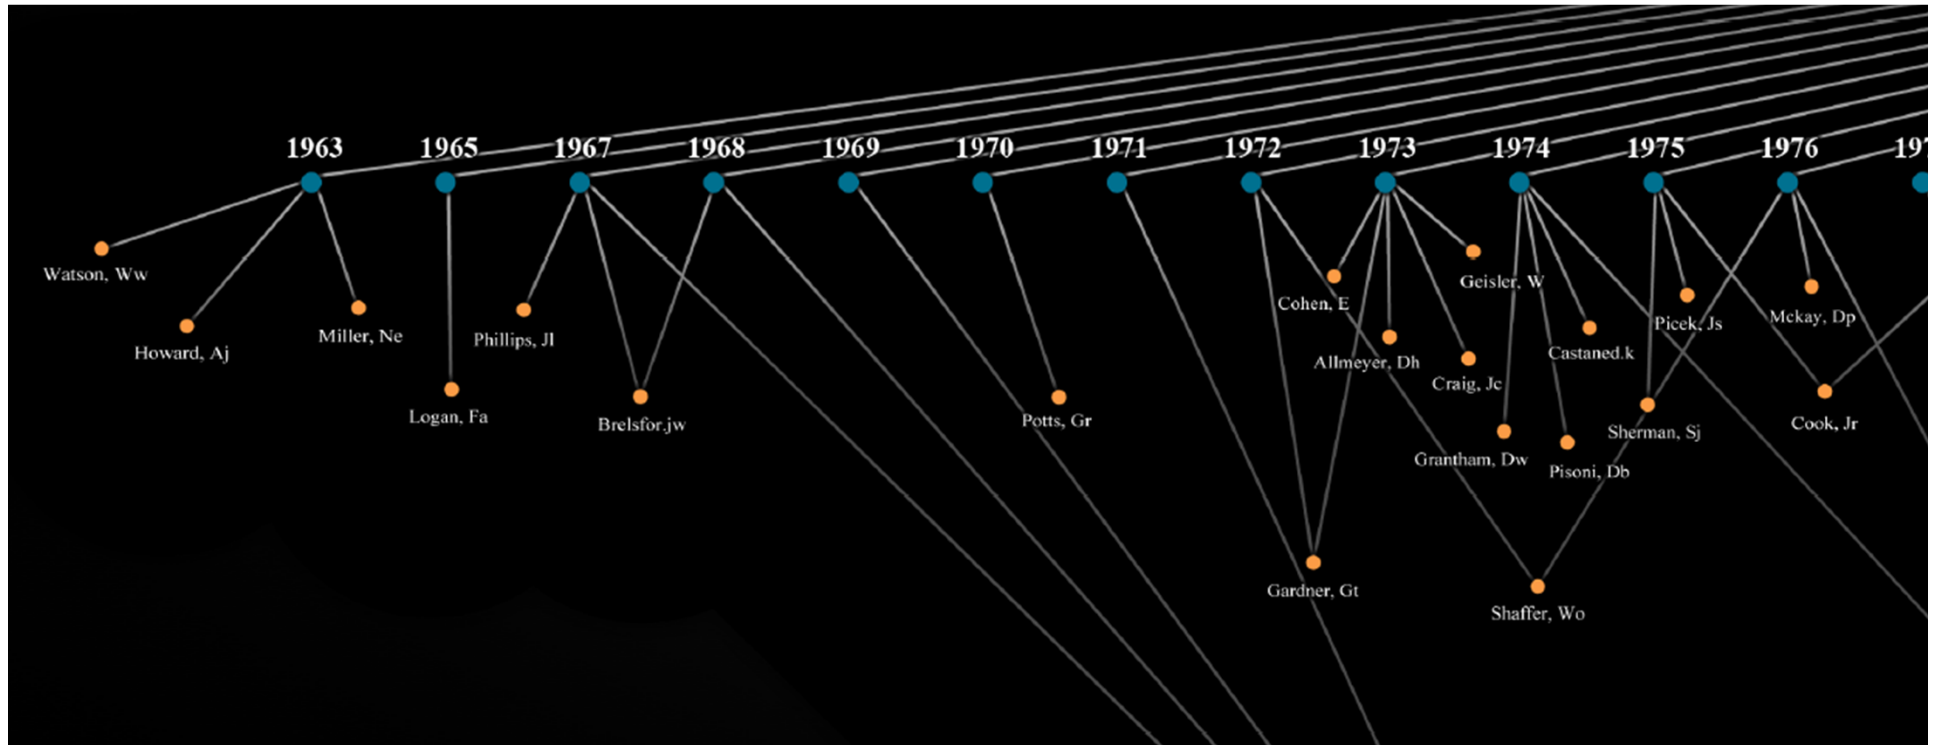 1963
1965
1967
1968
1969
1970
1971
1972
1973
1974
1975
1976
197
Watson, Ww
Howard, Aj
Miller, Ne
Logan, Fa
Phillips, Jl
Brelsfor.jw
Potts, Gr
Cohen, E
Geisler, W
Allmeyer, Dh
Craig, Jc
Castaned.k
Picek, Js
Mckay, Dp
Grantham, Dw
Pisoni, Db
Sherman, Sj
Cook, Jr
Gardner, Gt
Shaffer, Wo